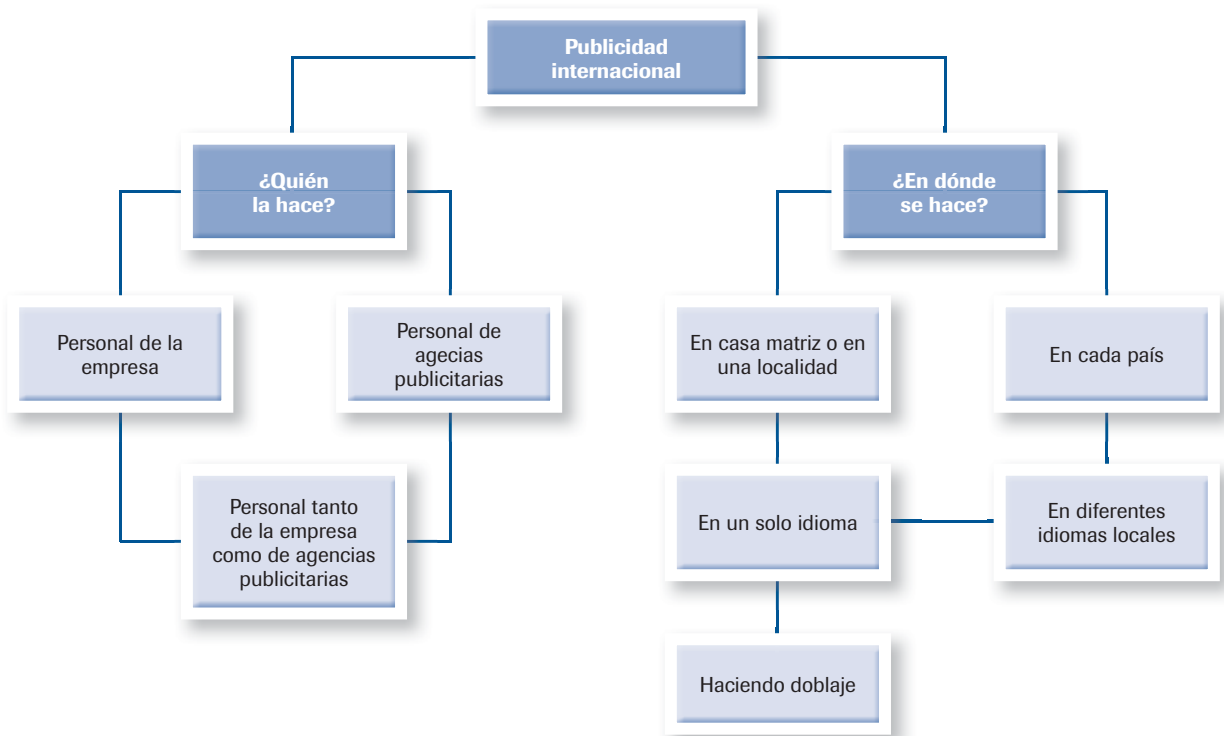 Publicidad
internacional
¿Quién
la hace?
¿En dónde
se hace?
Personal de la
empresa
Personal de
agecias
publicitarias
En casa matriz o en
una localidad
En cada país
Personal tanto
de la empresa
como de agencias
publicitarias
En un solo idioma
En diferentes
idiomas locales
Haciendo doblaje